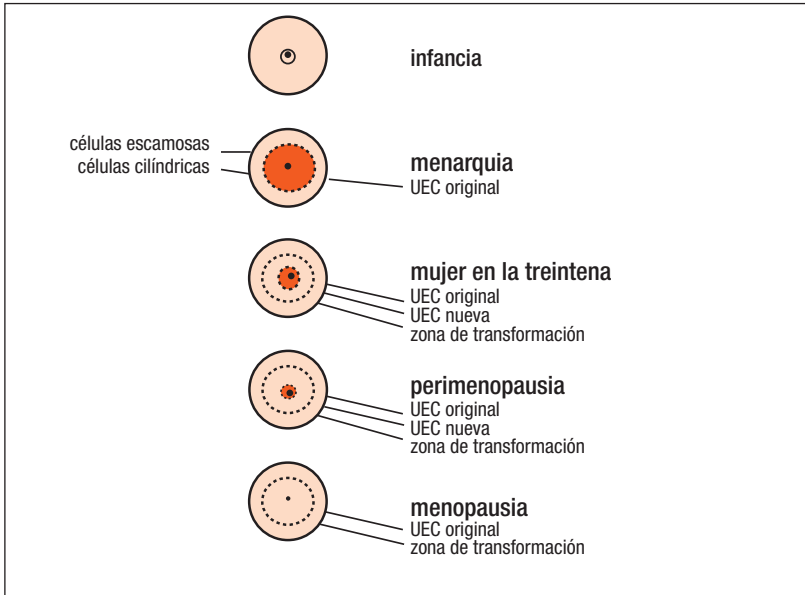 infancia
células escamosas
células cilíndricas
menarquia
UEC original
mujer en la treintena
UEC original
UEC nueva
zona de transformación
perimenopausia
UEC original
UEC nueva
zona de transformación
menopausia
UEC original
zona de transformación